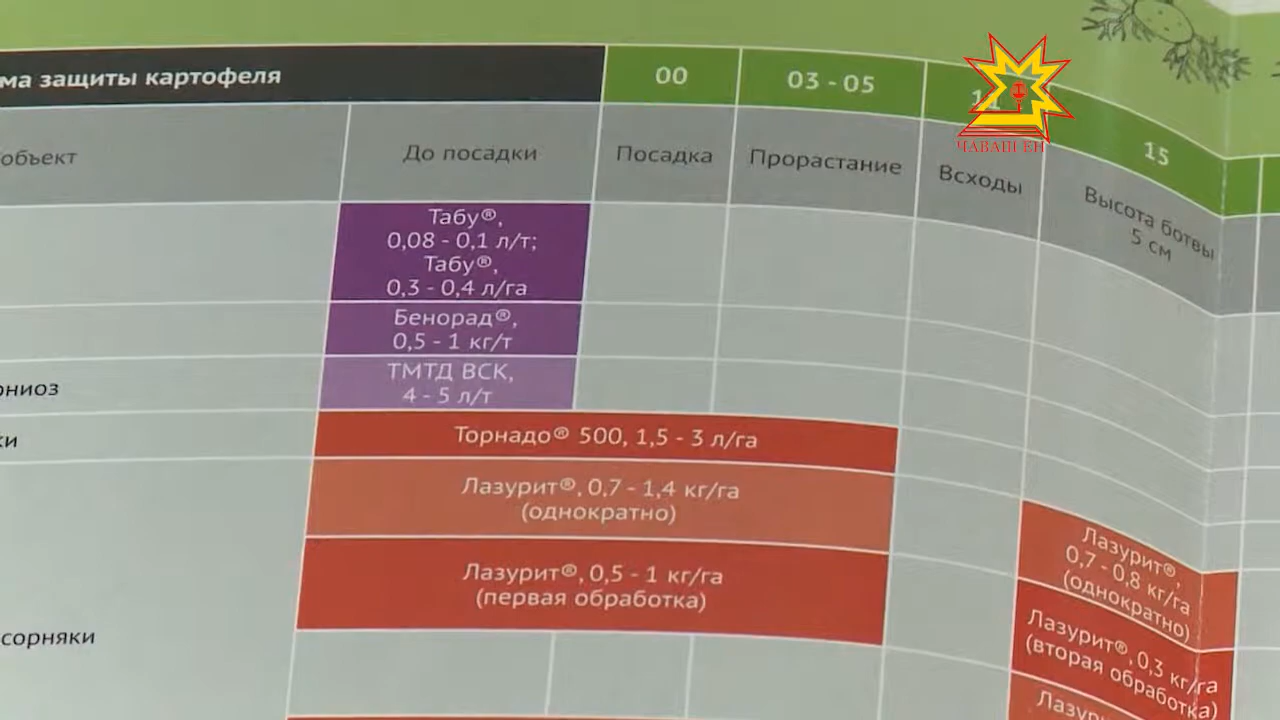 ма защиты картофеля
00
03 - 05
15
объект
До посадки
Посадка
Прорастание
Всходы
Высота ботвы
5 см
Табу®,
0,08 - 0,1 л/т;
Табу®,
0,3 - 0,4 л/га
Бенорад®,
0,5 - 1 кг/т
ониоз
ТМТД ВСК,
4 - 5 л/т
ки
Торнадо® 500, 1,5 - 3 л/га
Лазурит®, 0,7 - 1,4 кг/га
(однократно)
Лазурит®,
0,7 - 0,8 кг/га
(однократно)
Лазурит®, 0,5 - 1 кг/га
(первая обработка)
Лазурит®, 0,3 кг/га
(вторая обработка)
сорняки
Лазур
ЧĂВАШ ЕН